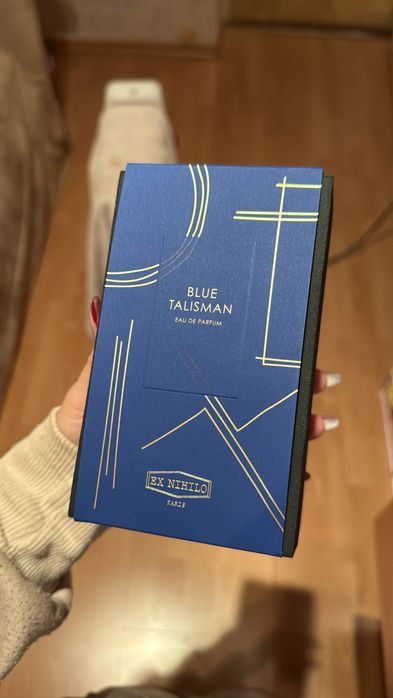 BLUE
TALISMAN
EAU DE PARFUM
EX NIHILO
PARIS